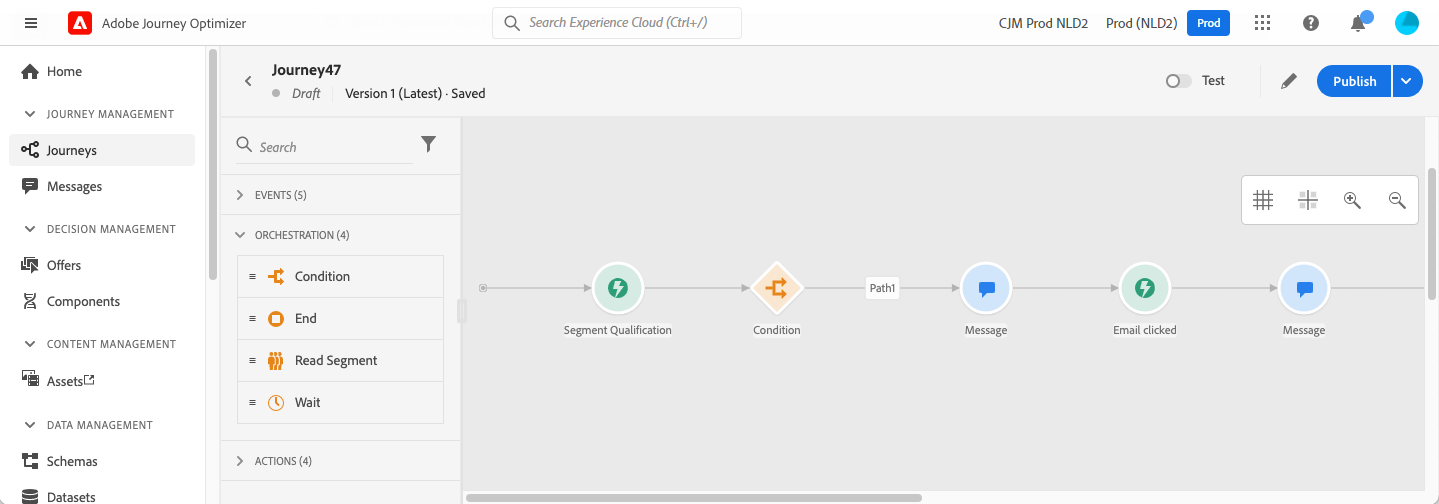 Adobe Journey Optimizer
Search Experience Cloud (Ctrl+/)
CJM Prod NLD2
Prod (NLD2)
Prod
Home
JOURNEY MANAGEMENT
Journeys
Messages
DECISION MANAGEMENT
Offers
Components
CONTENT MANAGEMENT
Assets
DATA MANAGEMENT
Schemas
Datasets
Journey47
Draft
Version 1 (Latest) · Saved
Test
Publish
Search
EVENTS (5)
ORCHESTRATION (4)
Condition
End
Read Segment
Wait
ACTIONS (4)
Segment Qualification
Condition
Path1
Message
Email clicked
Message